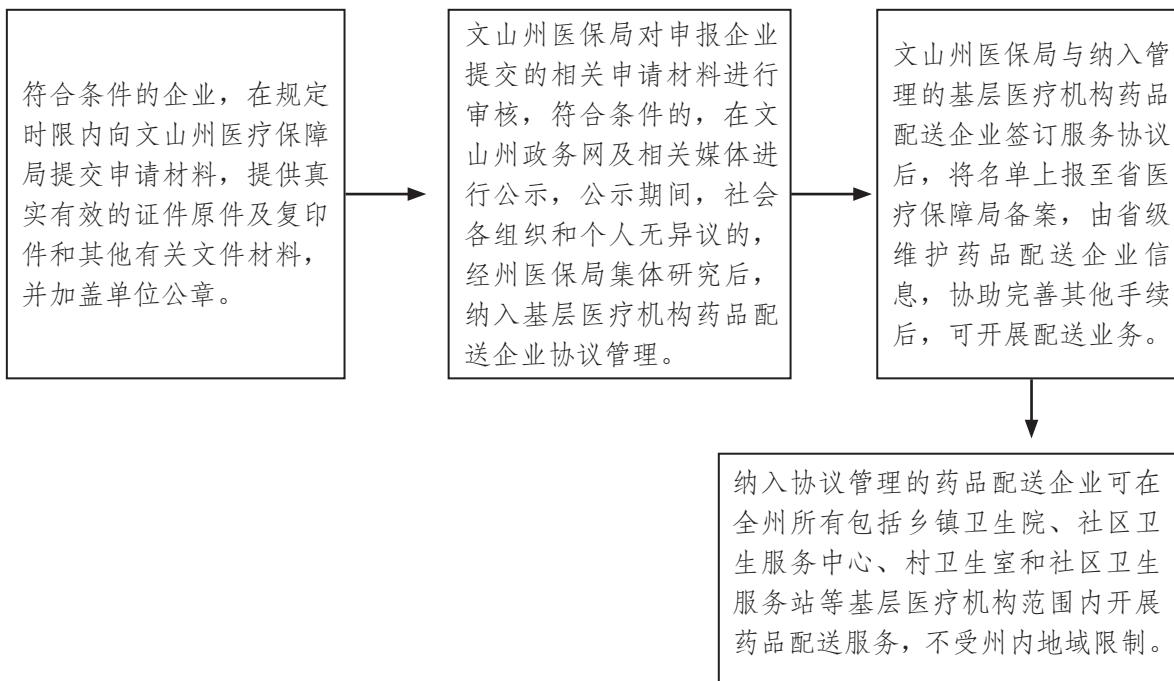 符合条件的企业，在规定
时限内向文山州医疗保障
局提交申请材料，提供真
实有效的证件原件及复印
件和其他有关文件材料，
并加盖单位公章。
文山州医保局对申报企业
提交的相关申请材料进行
审核，符合条件的，在文
山州政务网及相关媒体进
行公示，公示期间，社会
各组织和个人无异议的，
经州医保局集体研究后，
纳入基层医疗机构药品配
送企业协议管理。
文山州医保局与纳入管
理的基层医疗机构药品
配送企业签订服务协议
后，将名单上报至省医
疗保障局备案，由省级
维护药品配送企业信
息，协助完善其他手续
后，可开展配送业务。
纳入协议管理的药品配送企业可在
全州所有包括乡镇卫生院、社区卫
生服务中心、村卫生室和社区卫生
服务站等基层医疗机构范围内开展
药品配送服务，不受州内地域限制。